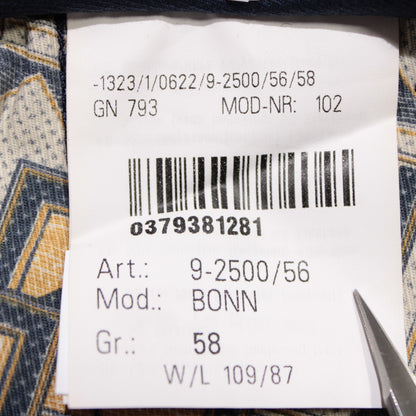 -1323/1/0622/9-2500/56/58
GN 793 MOD-NR: 102
0379381281
Art.: 9-2500/56
Mod.: BONN
Gr.: 58
W/L 109/87